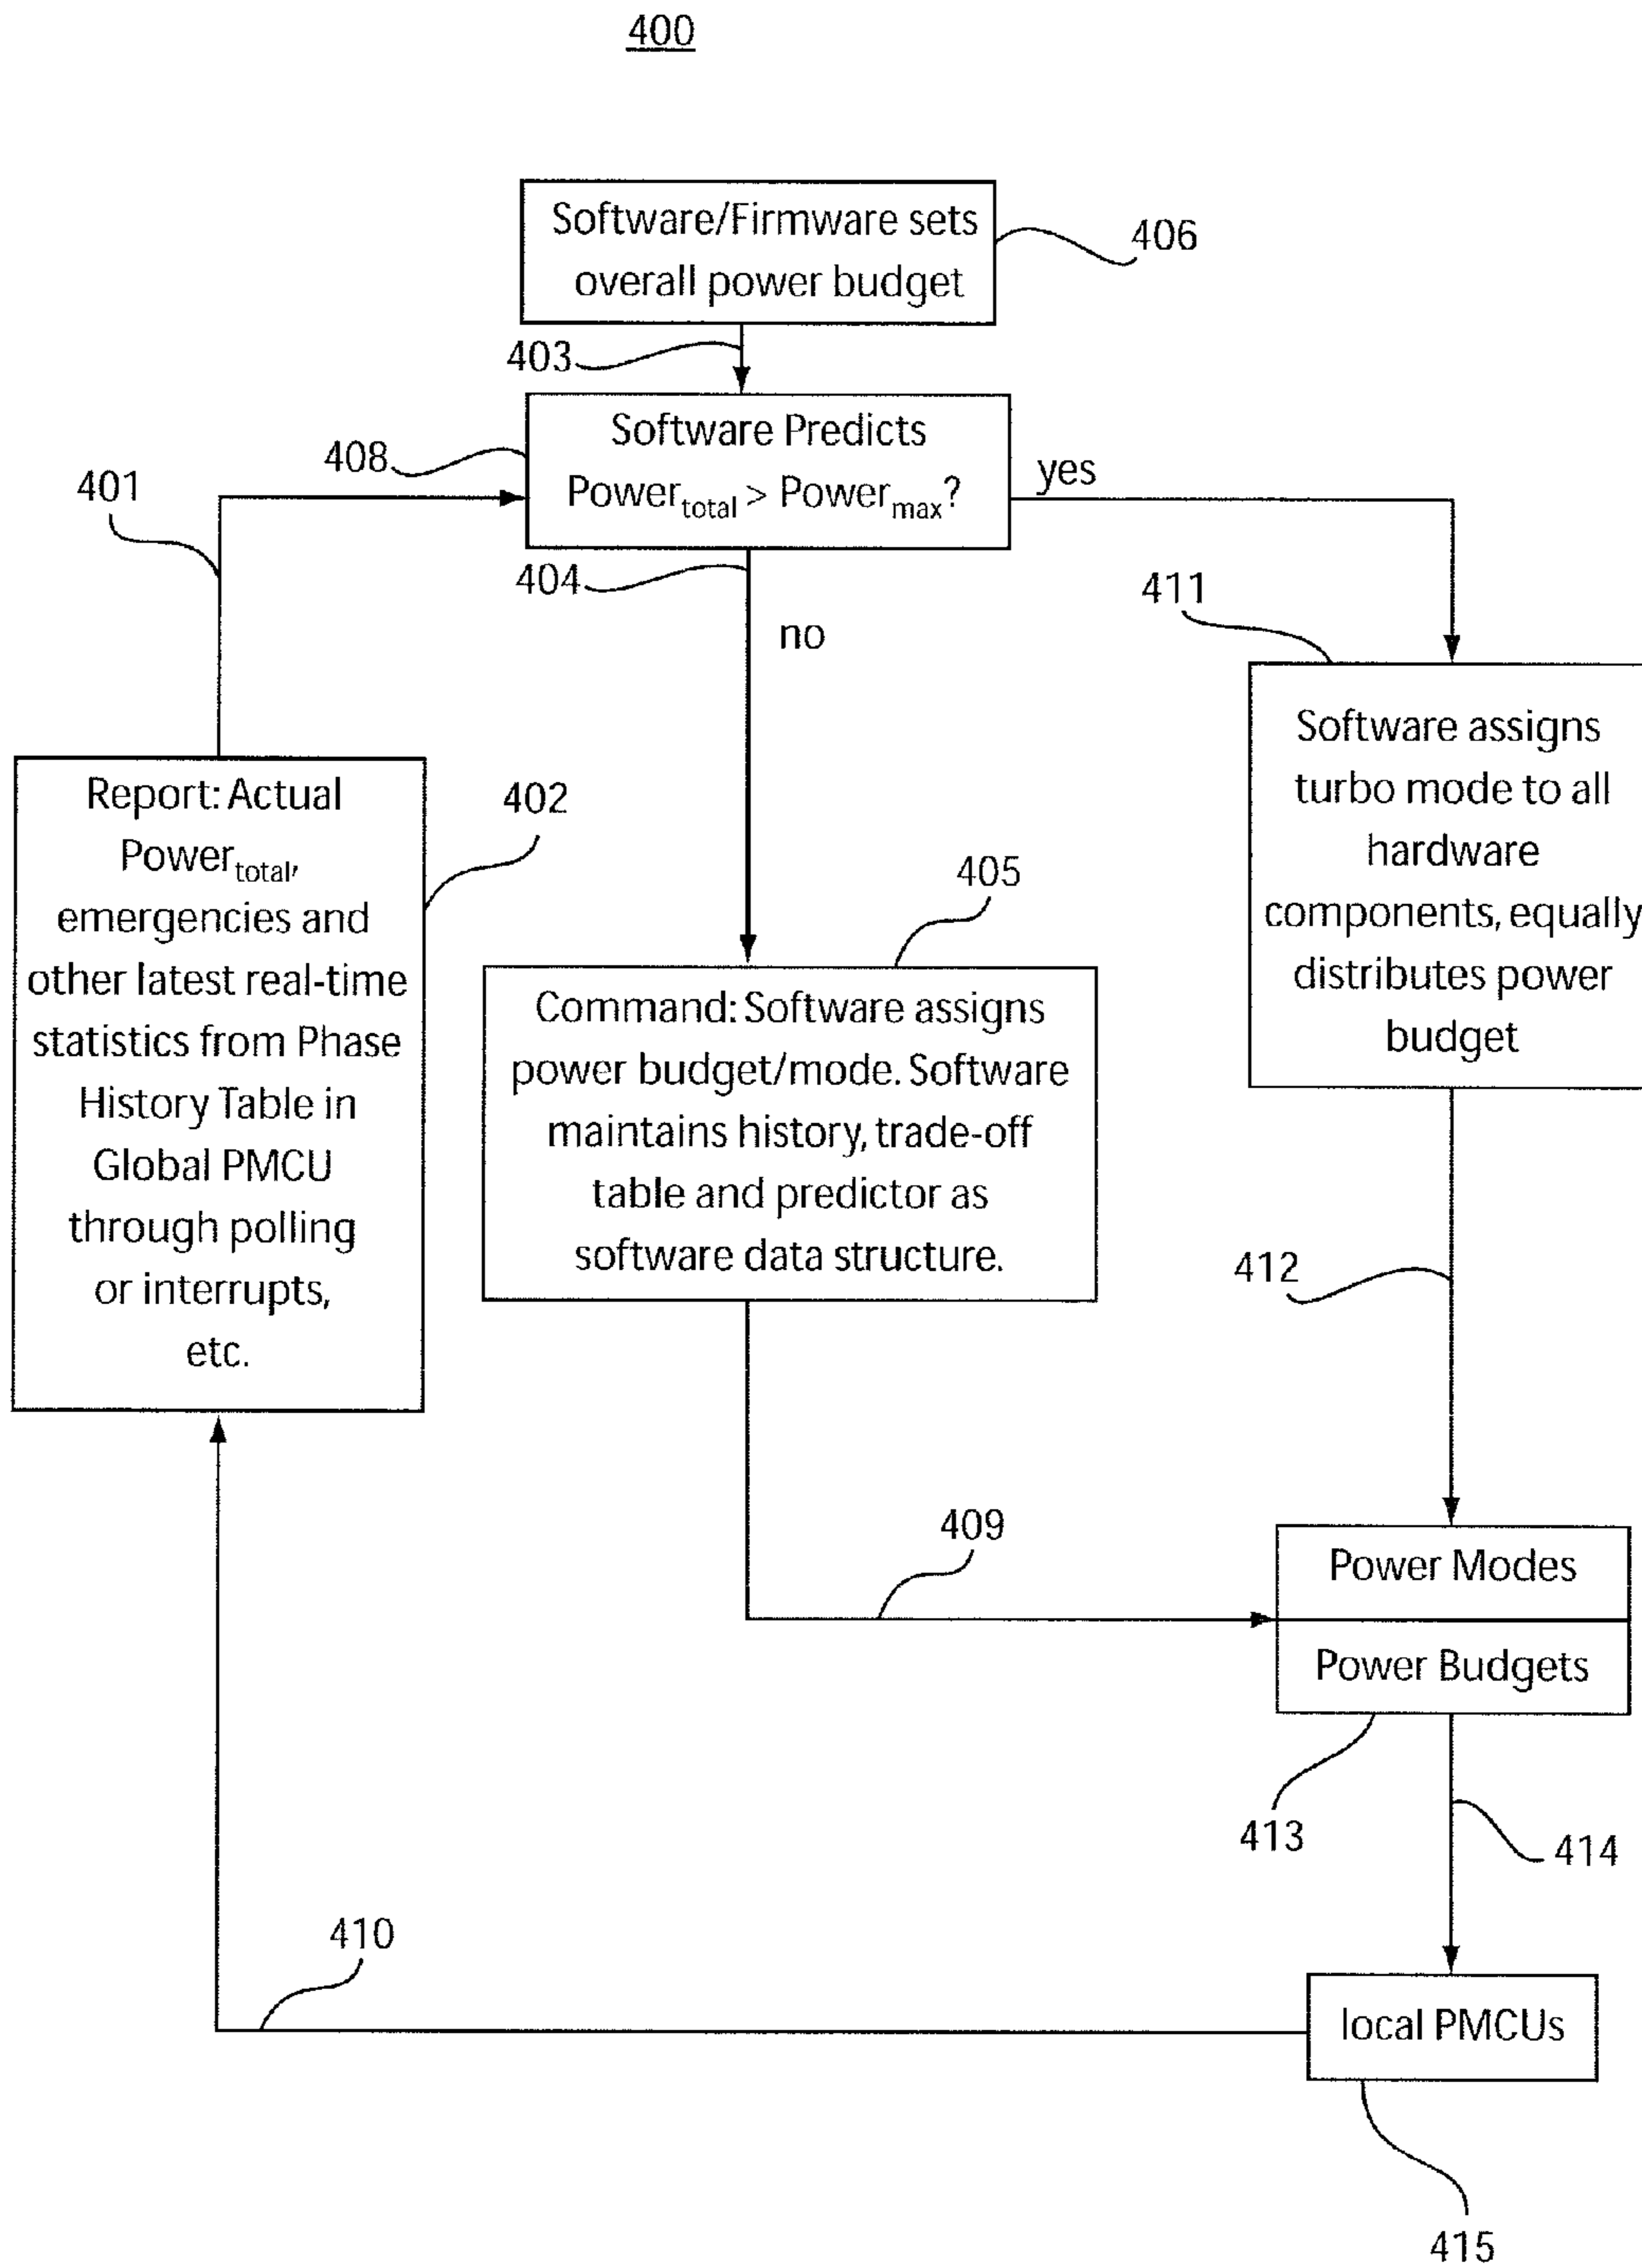 400
Software/Firmware sets
overall power budget
406
403
Software Predicts
Power_total > Power_max?
408
yes
401
404
no
411
Software assigns
turbo mode to all
hardware
components, equally
distributes power
budget
Report: Actual
Power_total,
emergencies and
other latest real-time
statistics from Phase
History Table in
Global PMCU
through polling
or interrupts,
etc.
402
405
Command: Software assigns
power budget/mode. Software
maintains history, trade-off
table and predictor as
software data structure.
412
409
Power Modes
Power Budgets
413
414
410
local PMCUs
415